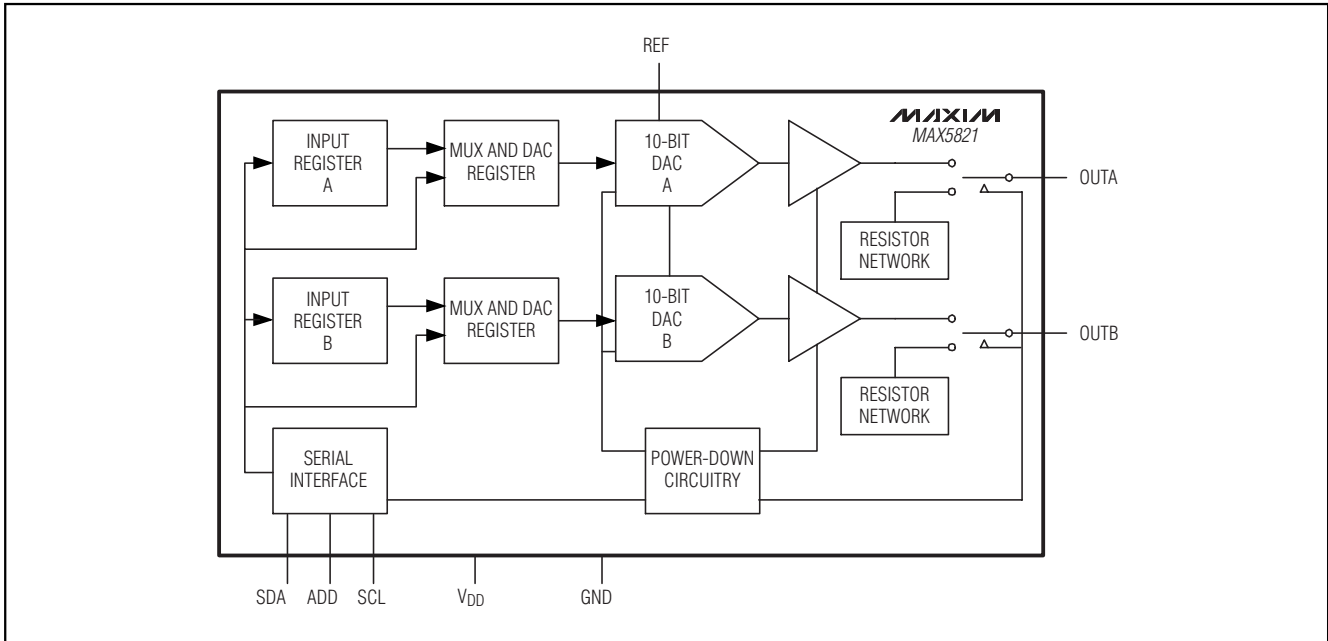 REF
MAXIM
MAX5821
INPUT
REGISTER
A
MUX AND DAC
REGISTER
10-BIT
DAC
A
OUTA
RESISTOR
NETWORK
INPUT
REGISTER
B
MUX AND DAC
REGISTER
10-BIT
DAC
B
OUTB
RESISTOR
NETWORK
SERIAL
INTERFACE
POWER-DOWN
CIRCUITRY
SDA
ADD
SCL
VDD
GND